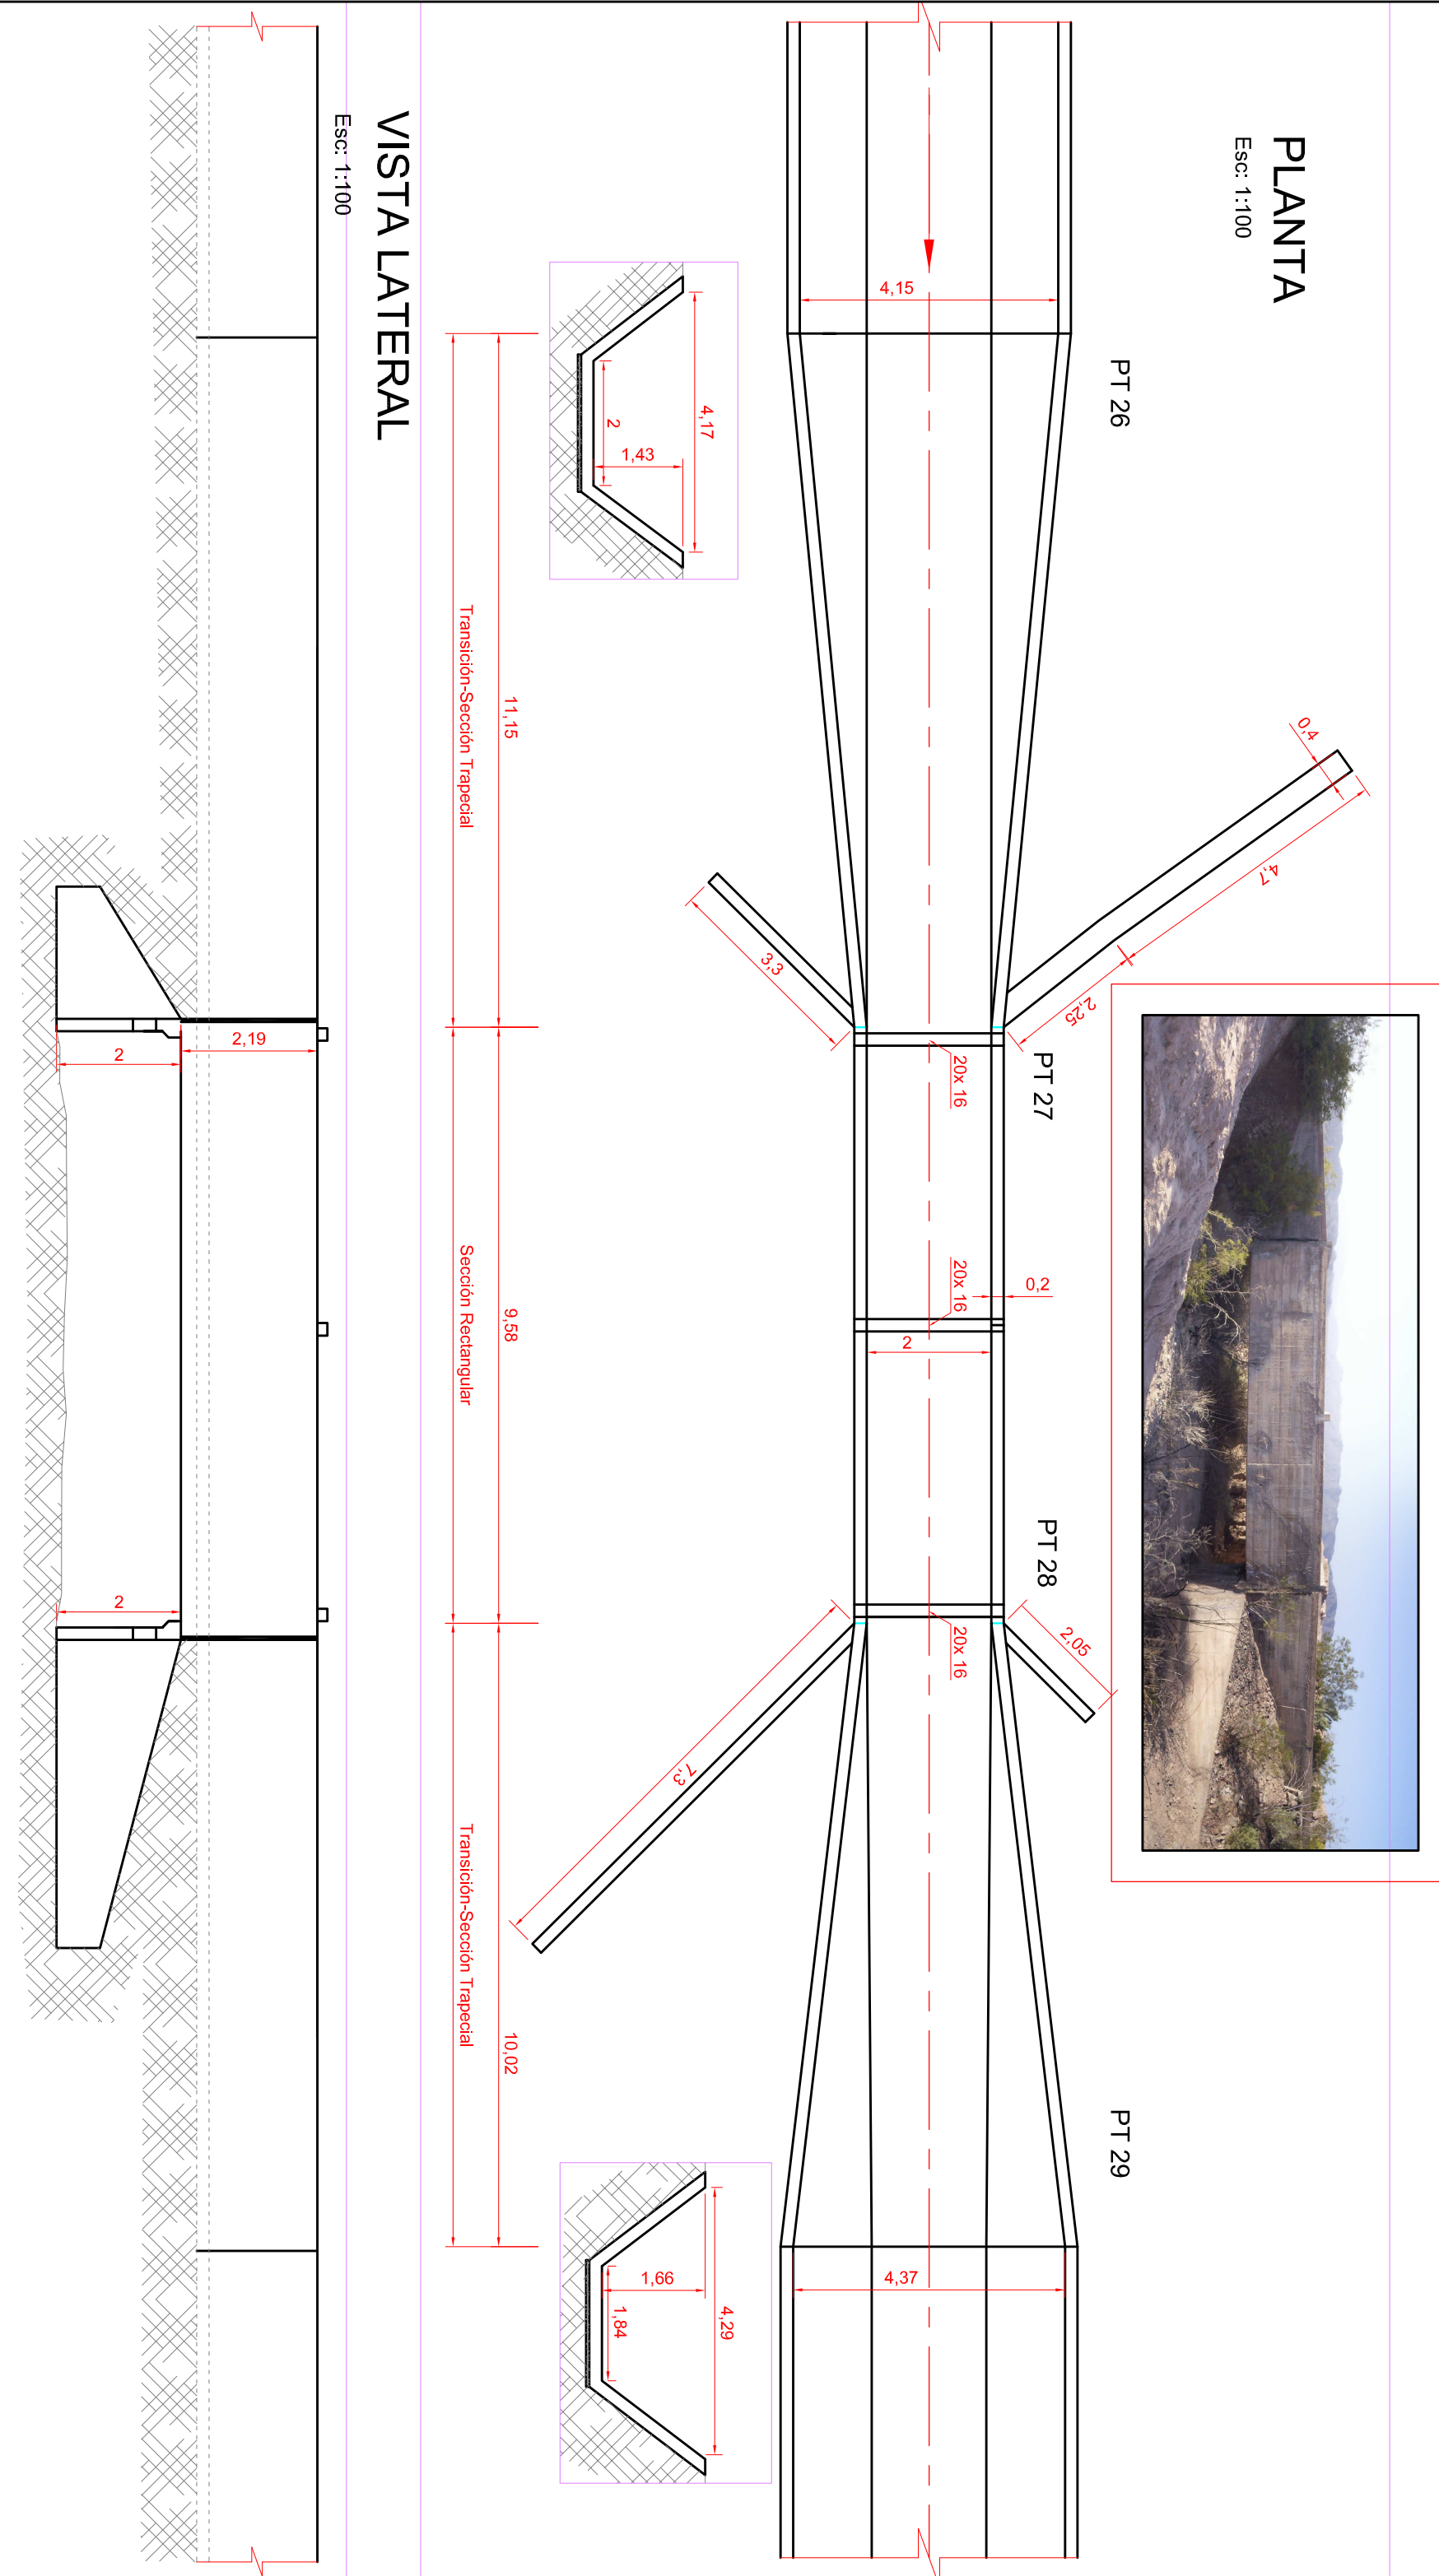 PLANTA
Esc: 1:100
PT 26
PT 27
PT 28
PT 29
0,4
4,7
2,25
2,05
4,15
20x 16
20x 16
0,2
2
20x 16
4,37
3,3
7,3
4,17
2
1,43
4,29
1,84
1,66
11,15
9,58
10,02
Transición-Sección Trapecial
Sección Rectangular
Transición-Sección Trapecial
VISTA LATERAL
Esc: 1:100
2,19
2
2